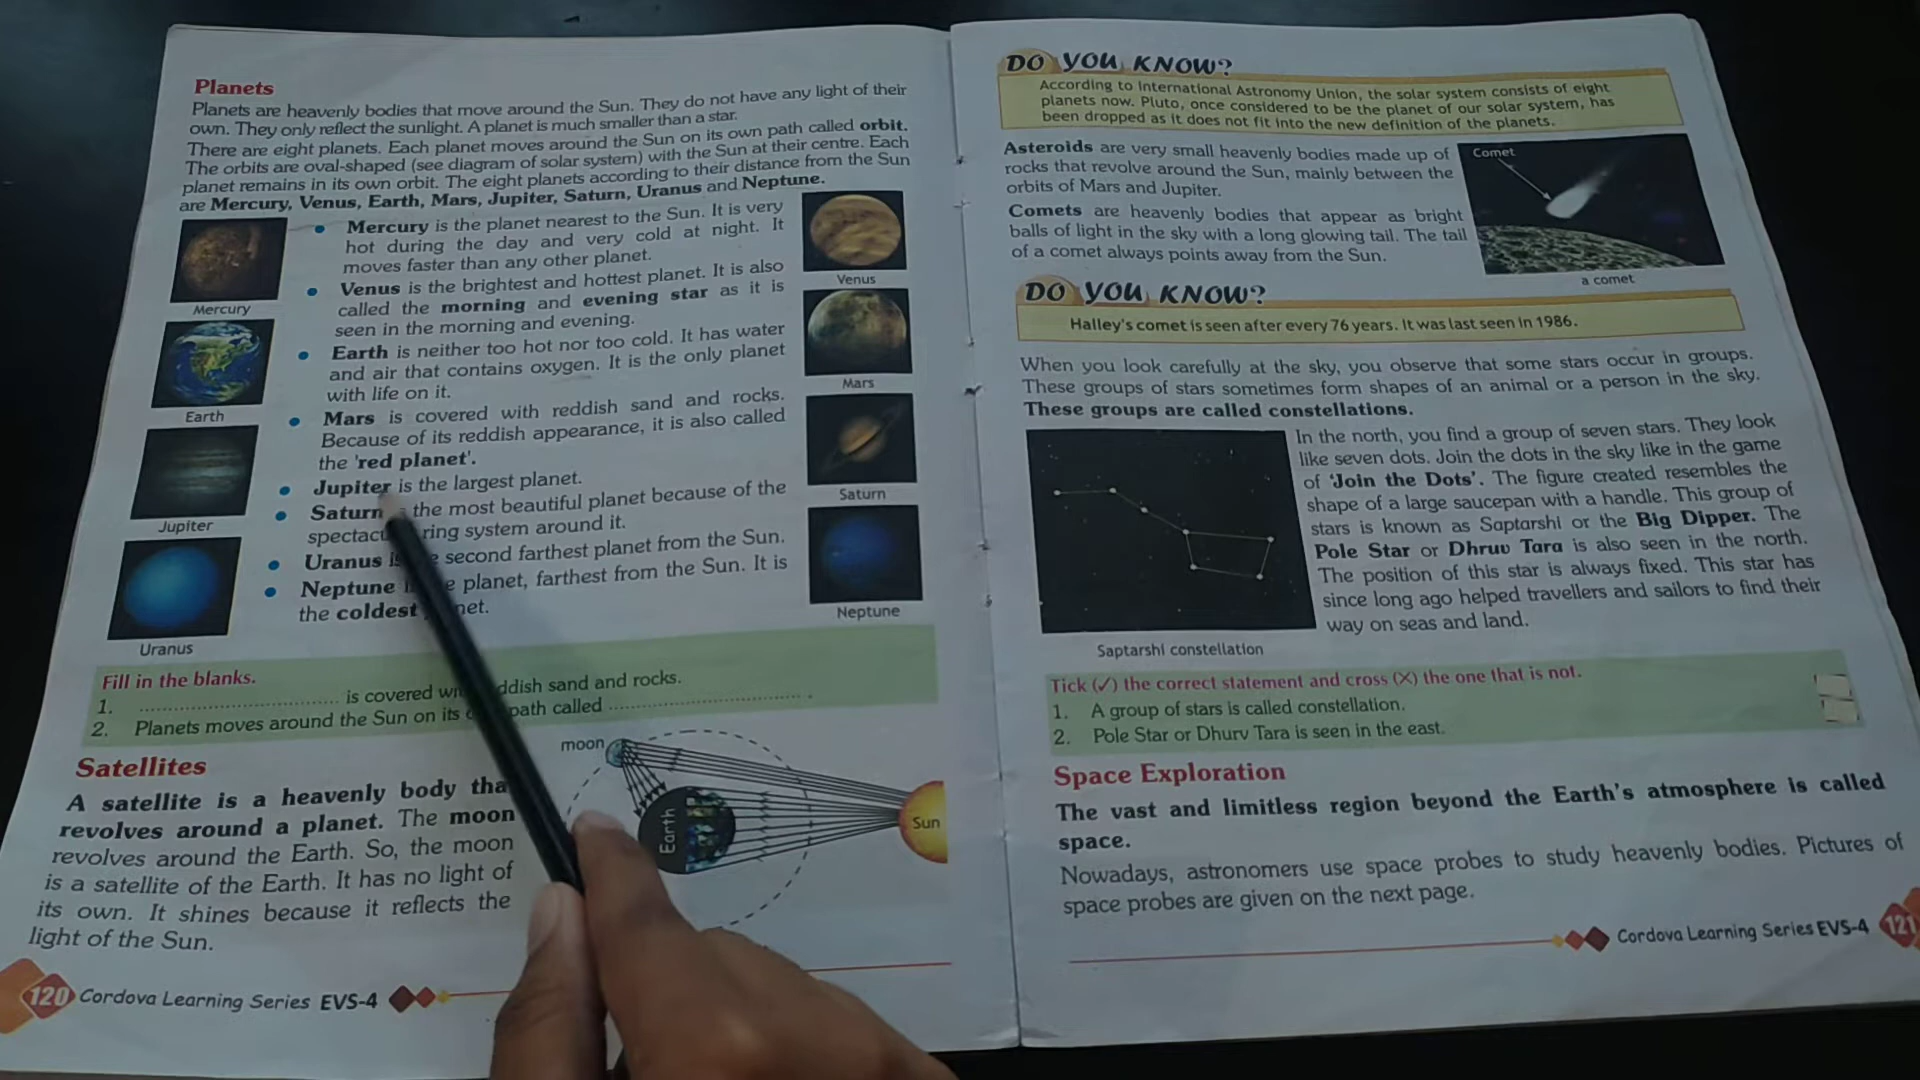 Planets
Planets are heavenly bodies that move around the Sun. They do not have any light of their
own. They only reflect the sunlight. A planet is much smaller than a star.
There are eight planets. Each planet moves around the Sun on its own path called orbit.
The orbits are oval-shaped (see diagram of solar system) with the Sun at their centre. Each
planet remains in its own orbit. The eight planets according to their distance from the Sun
are Mercury, Venus, Earth, Mars, Jupiter, Saturn, Uranus and Neptune.
• Mercury is the planet nearest to the Sun. It is very
hot during the day and very cold at night. It
moves faster than any other planet.
• Venus is the brightest and hottest planet. It is also
called the morning and evening star as it is
seen in the morning and evening.
• Earth is neither too hot nor too cold. It has water
and air that contains oxygen. It is the only planet
with life on it.
• Mars is covered with reddish sand and rocks.
Because of its reddish appearance, it is also called
the 'red planet'.
• Jupiter is the largest planet.
• Saturn the most beautiful planet because of the
ring system around it.
• Uranus second farthest planet from the Sun.
• Neptune planet, farthest from the Sun. It is
the coldest
Mercury
Earth
Jupiter
Uranus
Venus
Mars
Saturn
Neptune
Fill in the blanks.
1. ................................ is covered reddish sand and rocks.
2. Planets moves around the Sun on its path called ................................ .
Satellites
A satellite is a heavenly body
revolves around a planet. The moon
revolves around the Earth. So, the moon
is a satellite of the Earth. It has no light of
its own. It shines because it reflects the
light of the Sun.
moon
Earth
Sun
120 Cordova Learning Series EVS-4
DO YOU KNOW?
According to International Astronomy Union, the solar system consists of eight
planets now. Pluto, once considered to be the planet of our solar system, has
been dropped as it does not fit into the new definition of the planets.
Asteroids are very small heavenly bodies made up of
rocks that revolve around the Sun, mainly between the
orbits of Mars and Jupiter.
Comets are heavenly bodies that appear as bright
balls of light in the sky with a long glowing tail. The tail
of a comet always points away from the Sun.
Comet
a comet
DO YOU KNOW?
Halley's comet is seen after every 76 years. It was last seen in 1986.
When you look carefully at the sky, you observe that some stars occur in groups.
These groups of stars sometimes form shapes of an animal or a person in the sky.
These groups are called constellations.
In the north, you find a group of seven stars. They look
like seven dots. Join the dots in the sky like in the game
of 'Join the Dots'. The figure created resembles the
shape of a large saucepan with a handle. This group of
stars is known as Saptarshi or the Big Dipper. The
Pole Star or Dhruv Tara is also seen in the north.
The position of this star is always fixed. This star has
since long ago helped travellers and sailors to find their
way on seas and land.
Saptarshi constellation
Tick (✓) the correct statement and cross (✕) the one that is not.
1. A group of stars is called constellation.
2. Pole Star or Dhurv Tara is seen in the east.
Space Exploration
The vast and limitless region beyond the Earth's atmosphere is called
space.
Nowadays, astronomers use space probes to study heavenly bodies. Pictures of
space probes are given on the next page.
Cordova Learning Series EVS-4 121